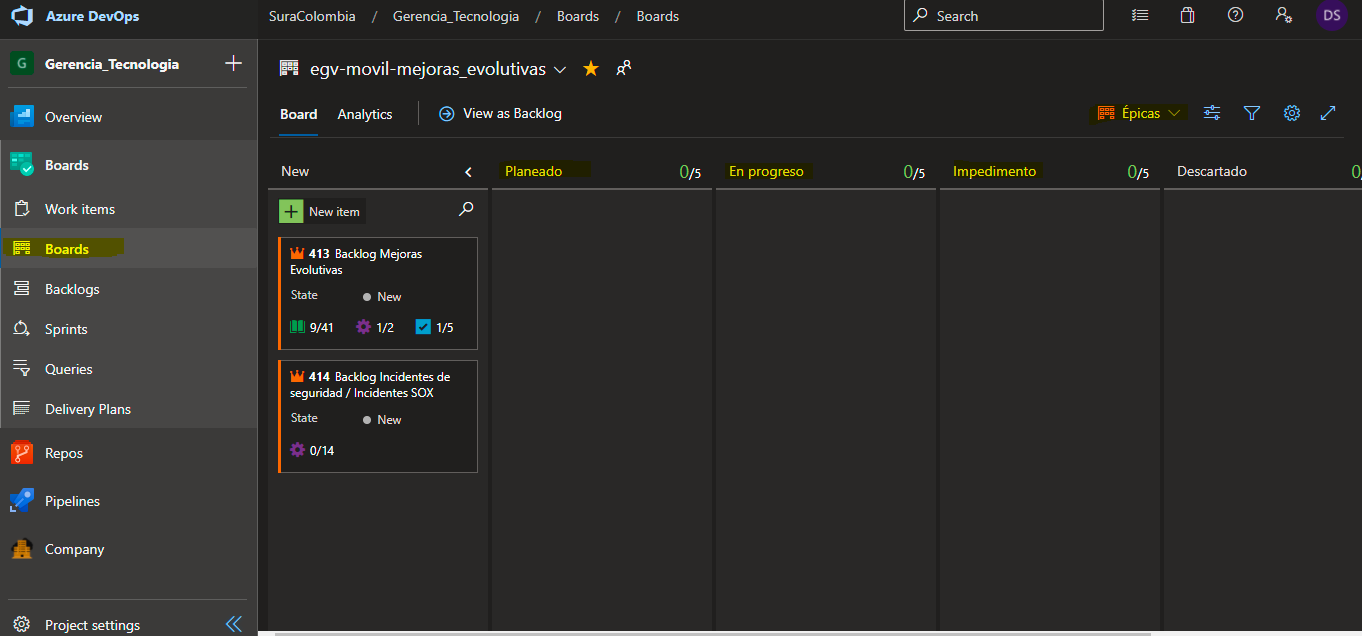 Azure DevOps
SuraColombia / Gerencia_Tecnologia / Boards / Boards
Search
DS
G Gerencia_Tecnologia
Overview
Boards
Work items
Boards
Backlogs
Sprints
Queries
Delivery Plans
Repos
Pipelines
Company
Project settings
egv-movil-mejoras_evolutivas
Board Analytics View as Backlog
Épicas
New
Planeado 0/5
En progreso 0/5
Impedimento 0/5
Descartado 0/
New item
413 Backlog Mejoras
Evolutivas
State New
9/41 1/2 1/5
414 Backlog Incidentes de
seguridad / Incidentes SOX
State New
0/14